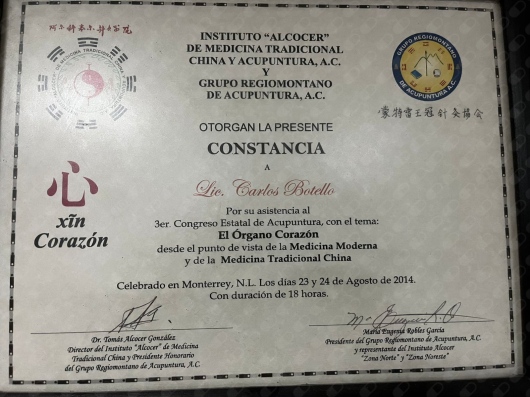 INSTITUTO “ALCOCER”
DE MEDICINA TRADICIONAL
CHINA Y ACUPUNTURA, A.C.
Y
GRUPO REGIOMONTANO
DE ACUPUNTURA, A.C.
GRUPO REGIOMONTANO
DE ACUPUNTURA A.C.
OTORGAN LA PRESENTE
CONSTANCIA
A
Lic. Carlos Botello
心
xīn
Corazón
Por su asistencia al
3er. Congreso Estatal de Acupuntura, con el tema:
El Órgano Corazón
desde el punto de vista de la Medicina Moderna
y de la Medicina Tradicional China
Celebrado en Monterrey, N.L. Los días 23 y 24 de Agosto de 2014.
Con duración de 18 horas.
Dr. Tomás Alcocer González
Director del Instituto “Alcocer” de Medicina
Tradicional China y Presidente Honorario
del Grupo Regiomontano de Acupuntura, A.C.
María Eugenia Robles García
Presidenta del Grupo Regiomontano de Acupuntura, A.C.
y representante del Instituto Alcocer
“Zona Norte” y “Zona Noreste”